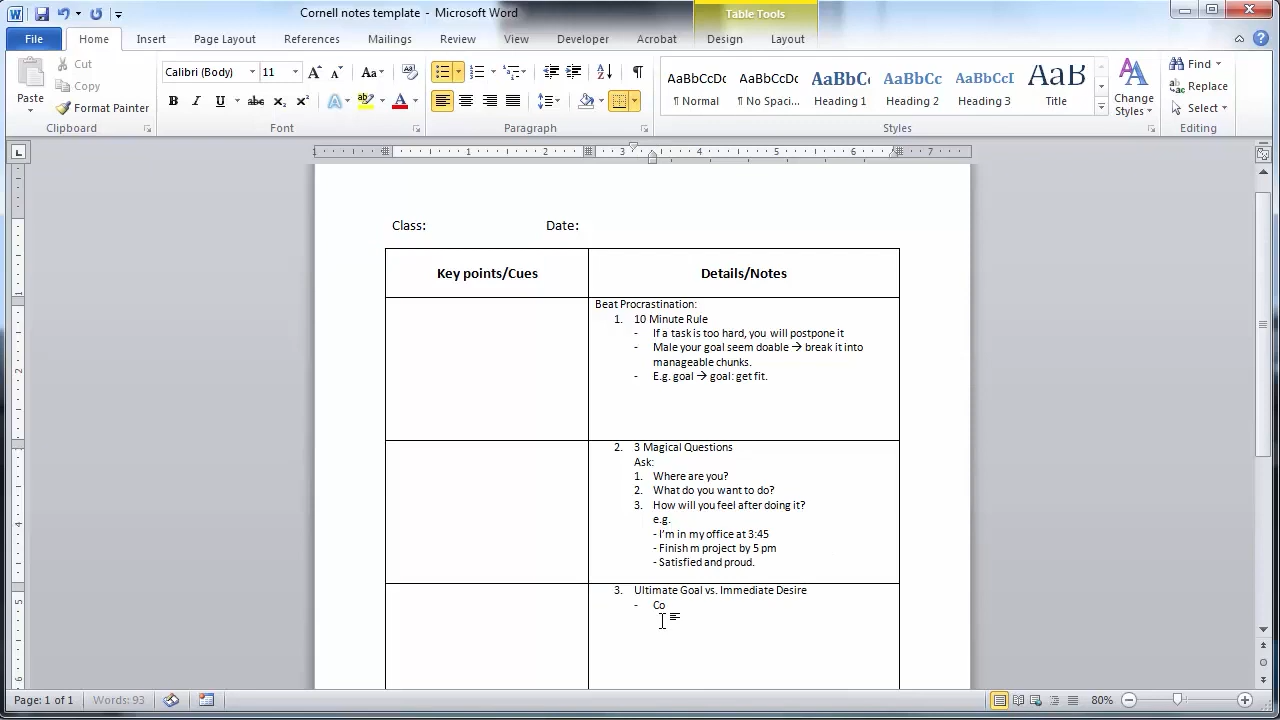 Cornell notes template - Microsoft Word
Table Tools
File Home Insert Page Layout References Mailings Review View Developer Acrobat Design Layout
Paste
Cut
Copy
Format Painter
Clipboard
Calibri (Body) 11
Font
Paragraph
AaBbCcDc AaBbCcDc AaBbC AaBbCc AaBbCcI AaB
¶ Normal ¶ No Spaci... Heading 1 Heading 2 Heading 3 Title
Styles
Change Styles
Find
Replace
Select
Editing
Class: Date:
Key points/Cues Details/Notes
Beat Procrastination:
1. 10 Minute Rule
- If a task is too hard, you will postpone it
- Male your goal seem doable → break it into
manageable chunks.
- E.g. goal → goal: get fit.
2. 3 Magical Questions
Ask:
1. Where are you?
2. What do you want to do?
3. How will you feel after doing it?
e.g.
- I'm in my office at 3:45
- Finish m project by 5 pm
- Satisfied and proud.
3. Ultimate Goal vs. Immediate Desire
- Co
Page: 1 of 1 Words: 93 80%